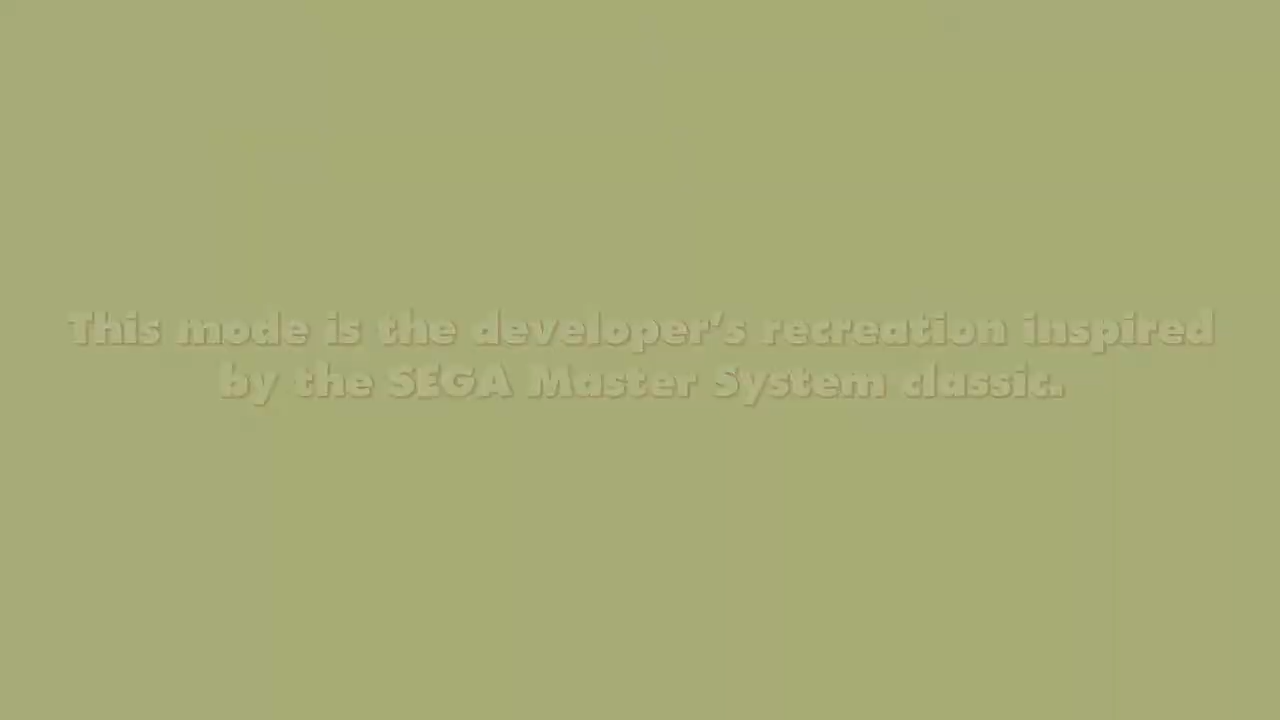 This mode is the developer's recreation inspired
by the SEGA Master System classic.